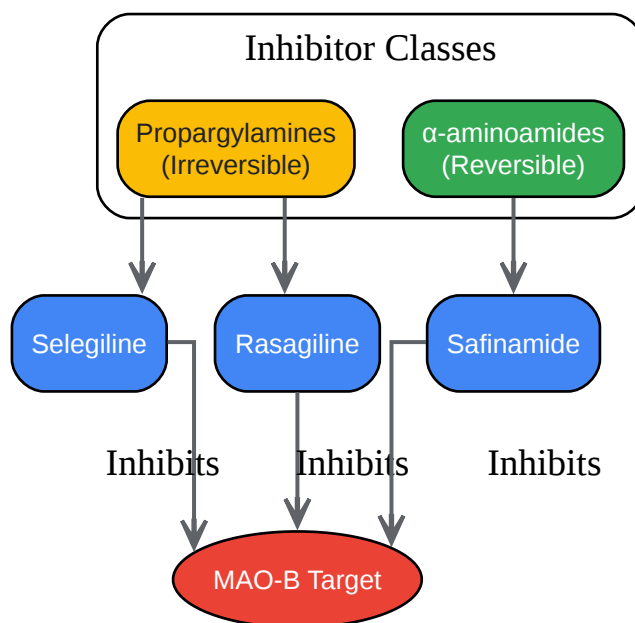 Inhibitor Classes
Propargylamines
(Irreversible)
α-aminoamides
(Reversible)
Selegiline
Rasagiline
Safinamide
Inhibits
Inhibits
Inhibits
MAO-B Target